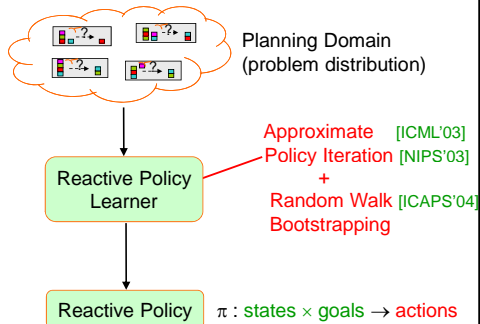 ?
?
?
?
Planning Domain
(problem distribution)
Approximate [ICML'03]
Policy Iteration [NIPS'03]
+
Random Walk [ICAPS'04]
Bootstrapping
Reactive Policy
Learner
Reactive Policy
π : states × goals → actions